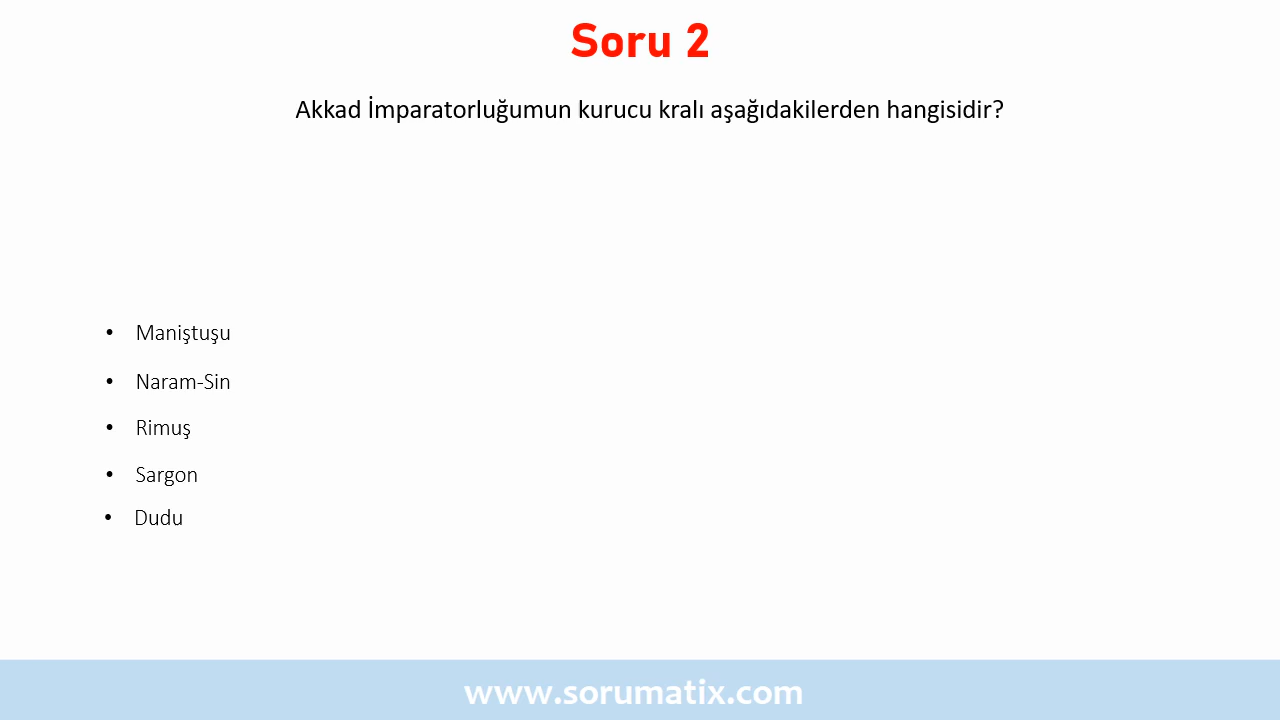 Soru 2
Akkad İmparatorluğumun kurucu kralı aşağıdakilerden hangisidir?
• Maniştuşu
• Naram-Sin
• Rimuş
• Sargon
• Dudu
www.sorumatix.com